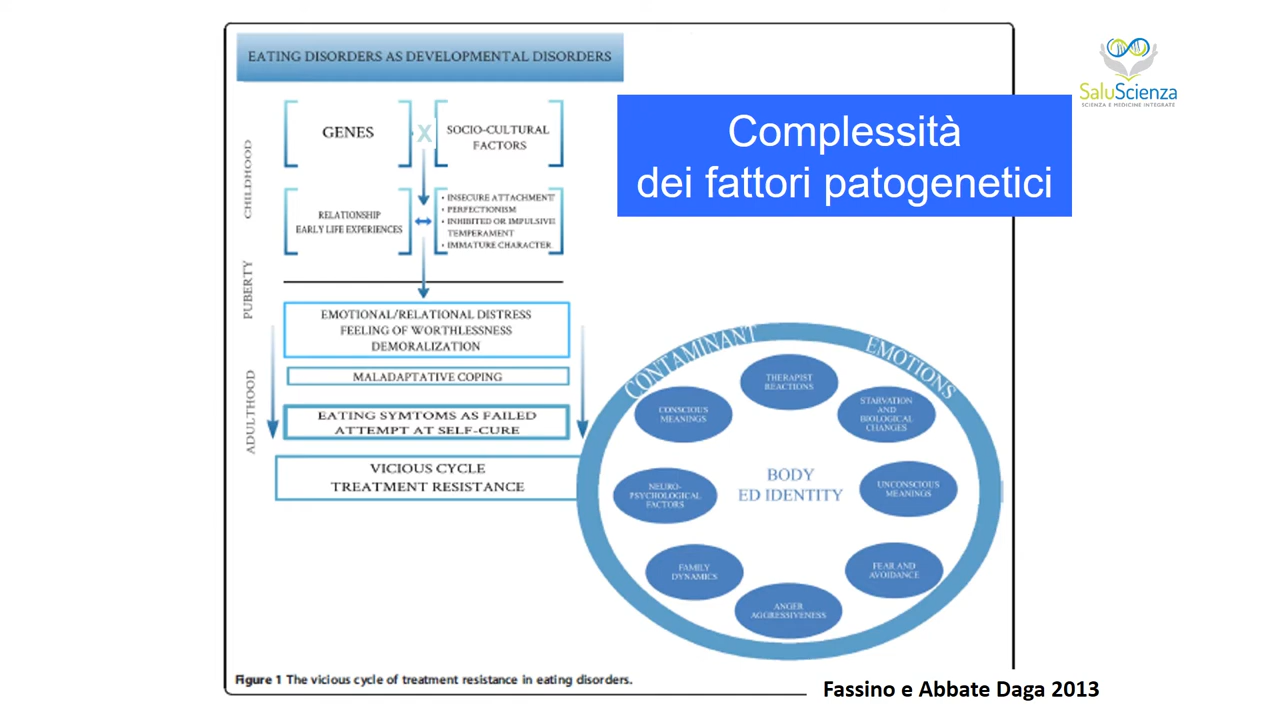 EATING DISORDERS AS DEVELOPMENTAL DISORDERS
SaluScienza
SCIENZA E MEDICINE INTEGRATE
Complessità
dei fattori patogenetici
CHILDHOOD
GENES
X
SOCIO-CULTURAL
FACTORS
RELATIONSHIP
EARLY LIFE EXPERIENCES
• INSECURE ATTACHMENT
• PERFECTIONISM
• INHIBITED OR IMPULSIVE
TEMPERAMENT
• IMMATURE CHARACTER
PUBERTY
EMOTIONAL/RELATIONAL DISTRESS
FEELING OF WORTHLESSNESS
DEMORALIZATION
ADULTHOOD
MALADAPTATIVE COPING
EATING SYMTOMS AS FAILED
ATTEMPT AT SELF-CURE
VICIOUS CYCLE
TREATMENT RESISTANCE
CONTAMINANT EMOTIONS
THERAPIST
REACTIONS
CONSCIOUS
MEANINGS
STARVATION
AND
BIOLOGICAL
CHANGES
BODY
ED IDENTITY
NEURO-
PSYCHOLOGICAL
FACTORS
UNCONSCIOUS
MEANINGS
FAMILY
DYNAMICS
FEAR AND
AVOIDANCE
ANGER
AGGRESSIVENESS
Figure 1 The vicious cycle of treatment resistance in eating disorders.
Fassino e Abbate Daga 2013